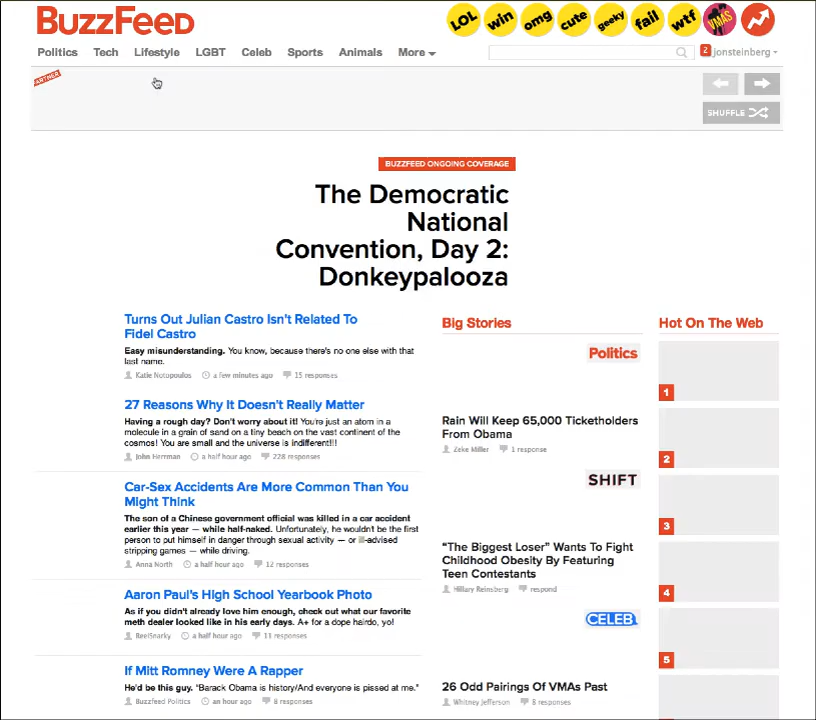 BuzzFeed
LOL
win
omg
cute
geeky
fail
wtf
VMAS
Politics Tech Lifestyle LGBT Celeb Sports Animals More
2 jonsteinberg
SHUFFLE
BUZZFEED ONGOING COVERAGE
The Democratic
National
Convention, Day 2:
Donkeypalooza
Turns Out Julian Castro Isn't Related To
Fidel Castro
Easy misunderstanding. You know, because there's no one else with that
last name.
Katie Notopoulos a few minutes ago 15 responses
27 Reasons Why It Doesn't Really Matter
Having a rough day? Don't worry about it! You're just an atom in a
molecule in a grain of sand on a tiny beach on the vast continent of the
cosmos! You are small and the universe is indifferent!!!
John Herrman a half hour ago 228 responses
Car-Sex Accidents Are More Common Than You
Might Think
The son of a Chinese government official was killed in a car accident
earlier this year — while half-naked. Unfortunately, he wouldn't be the first
person to put himself in danger through sexual activity — or -advised
stripping games — while driving.
Anna North a half hour ago 12 responses
Aaron Paul's High School Yearbook Photo
As if you didn't already love him enough, check out what our favorite
meth dealer looked like in his early days. A+ for a dope hairdo, yo!
ReelSnarky a half hour ago 11 responses
If Mitt Romney Were A Rapper
He'd be this guy. "Barack Obama is history/And everyone is pissed at me."
Buzzfeed Politics an hour ago 8 responses
Big Stories
Politics
Rain Will Keep 65,000 Ticketholders
From Obama
Zeke Miller 1 response
SHIFT
"The Biggest Loser" Wants To Fight
Childhood Obesity By Featuring
Teen Contestants
Hillary Reinsberg respond
CELEB
26 Odd Pairings Of VMAs Past
Whitney Jefferson 8 responses
Hot On The Web
1
2
3
4
5